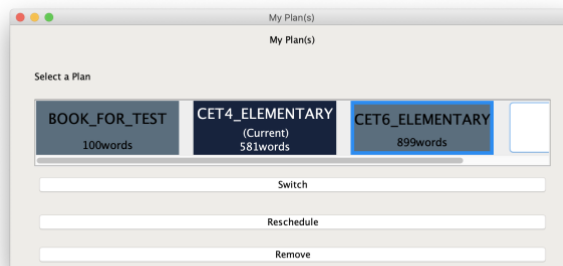 My Plan(s)
My Plan(s)
Select a Plan
BOOK_FOR_TEST
100words
CET4_ELEMENTARY
(Current)
581words
CET6_ELEMENTARY
899words
Switch
Reschedule
Remove